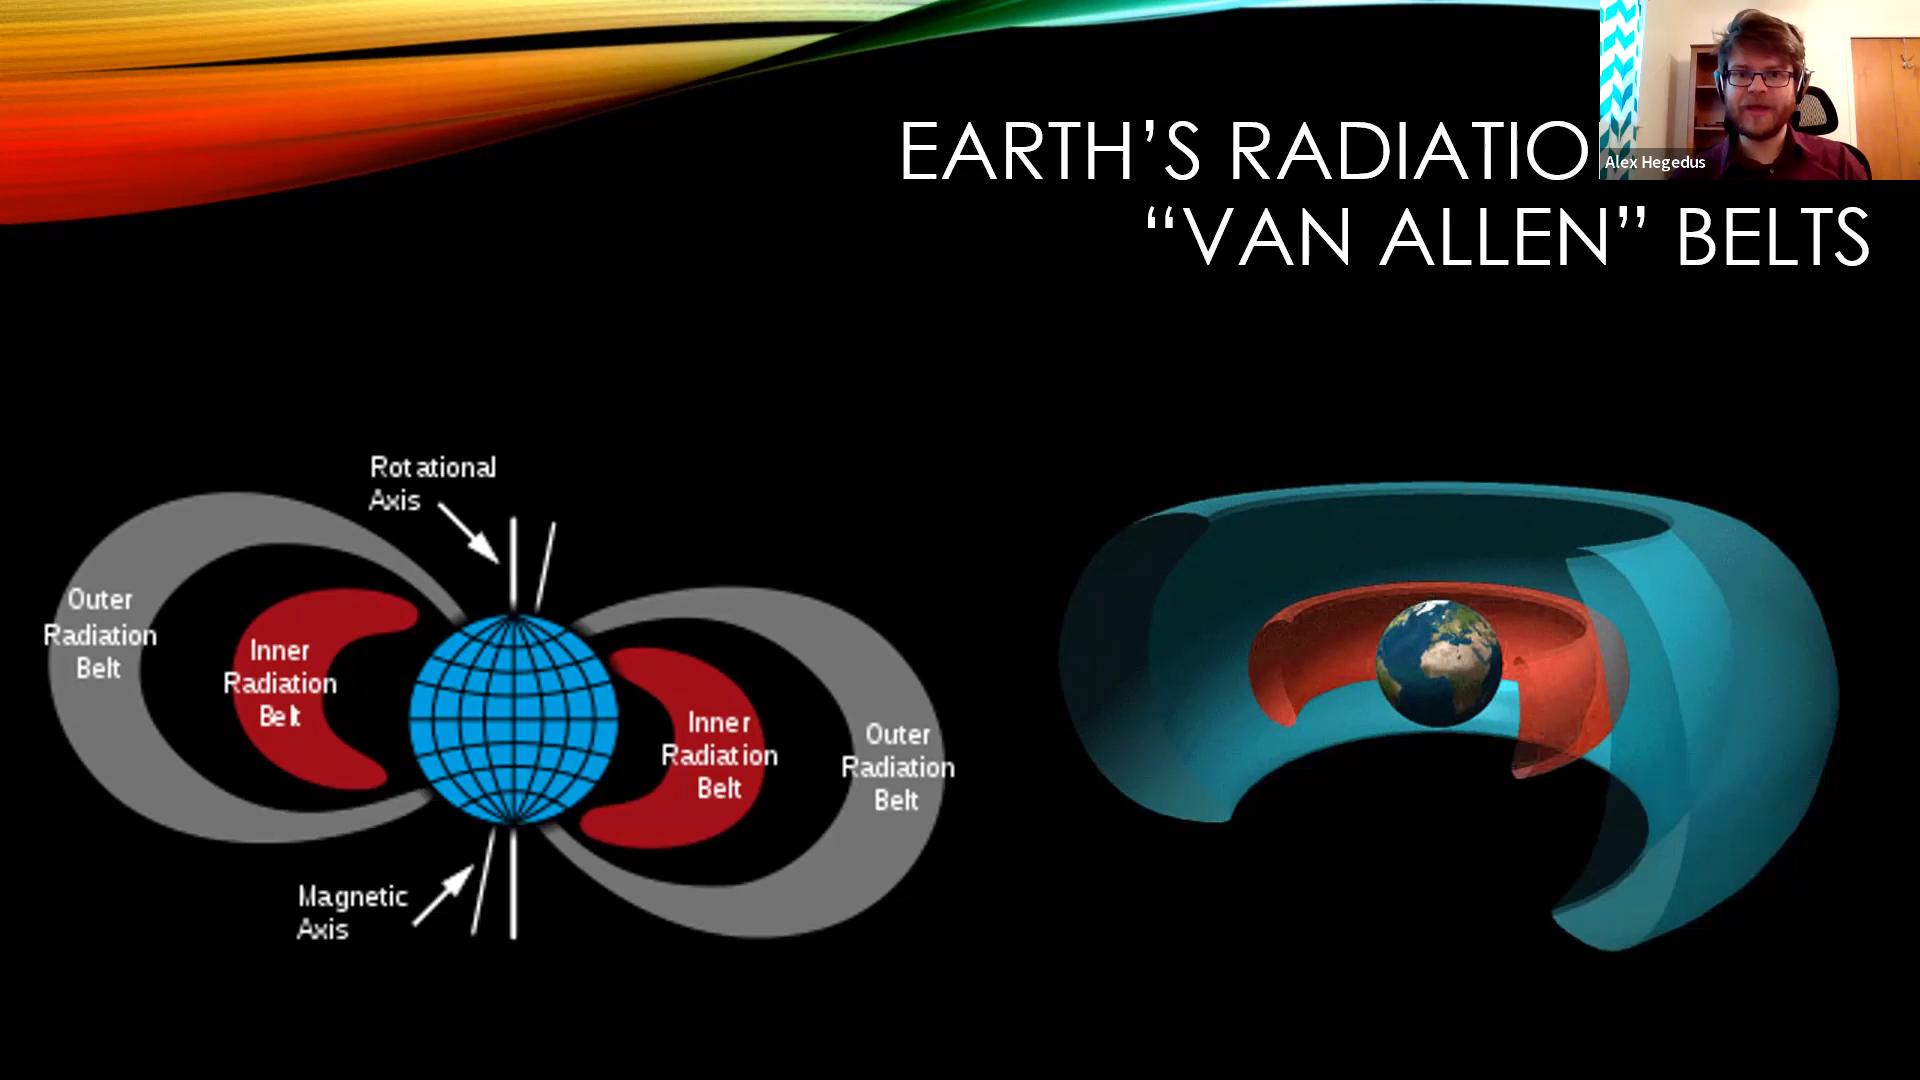 EARTH’S RADIATIO
“VAN ALLEN” BELTS
Alex Hegedus
Rotational
Axis
Outer
Radiation
Belt
Inner
Radiation
Belt
Inner
Radiation
Belt
Outer
Radiation
Belt
Magnetic
Axis